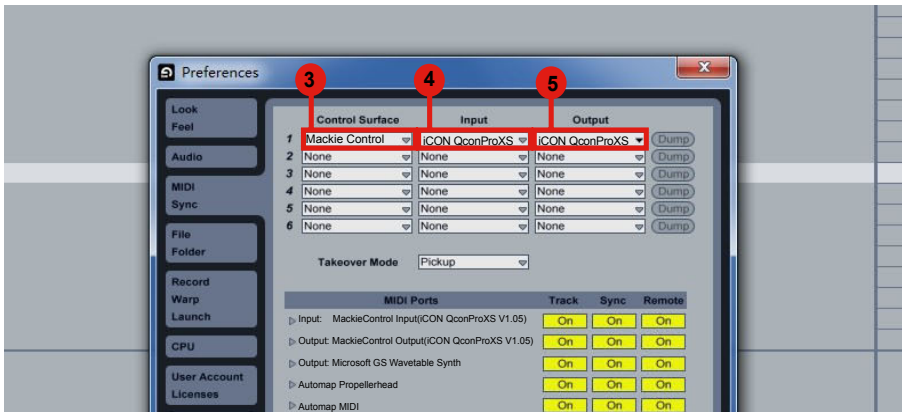 Preferences
X
3 4 5
Look
Feel
Audio
MIDI
Sync
File
Folder
Record
Warp
Launch
CPU
User Account
Licenses
Control Surface Input Output
1 Mackie Control iCON QconProXS iCON QconProXS Dump
2 None None None Dump
3 None None None Dump
4 None None None Dump
5 None None None Dump
6 None None None Dump
Takeover Mode Pickup
MIDI Ports Track Sync Remote
Input: MackieControl Input(iCON QconProXS V1.05) On On On
Output: MackieControl Output(iCON QconProXS V1.05) On On On
Output: Microsoft GS Wavetable Synth On On On
Automap Propellerhead On On On
Automap MIDI On On On